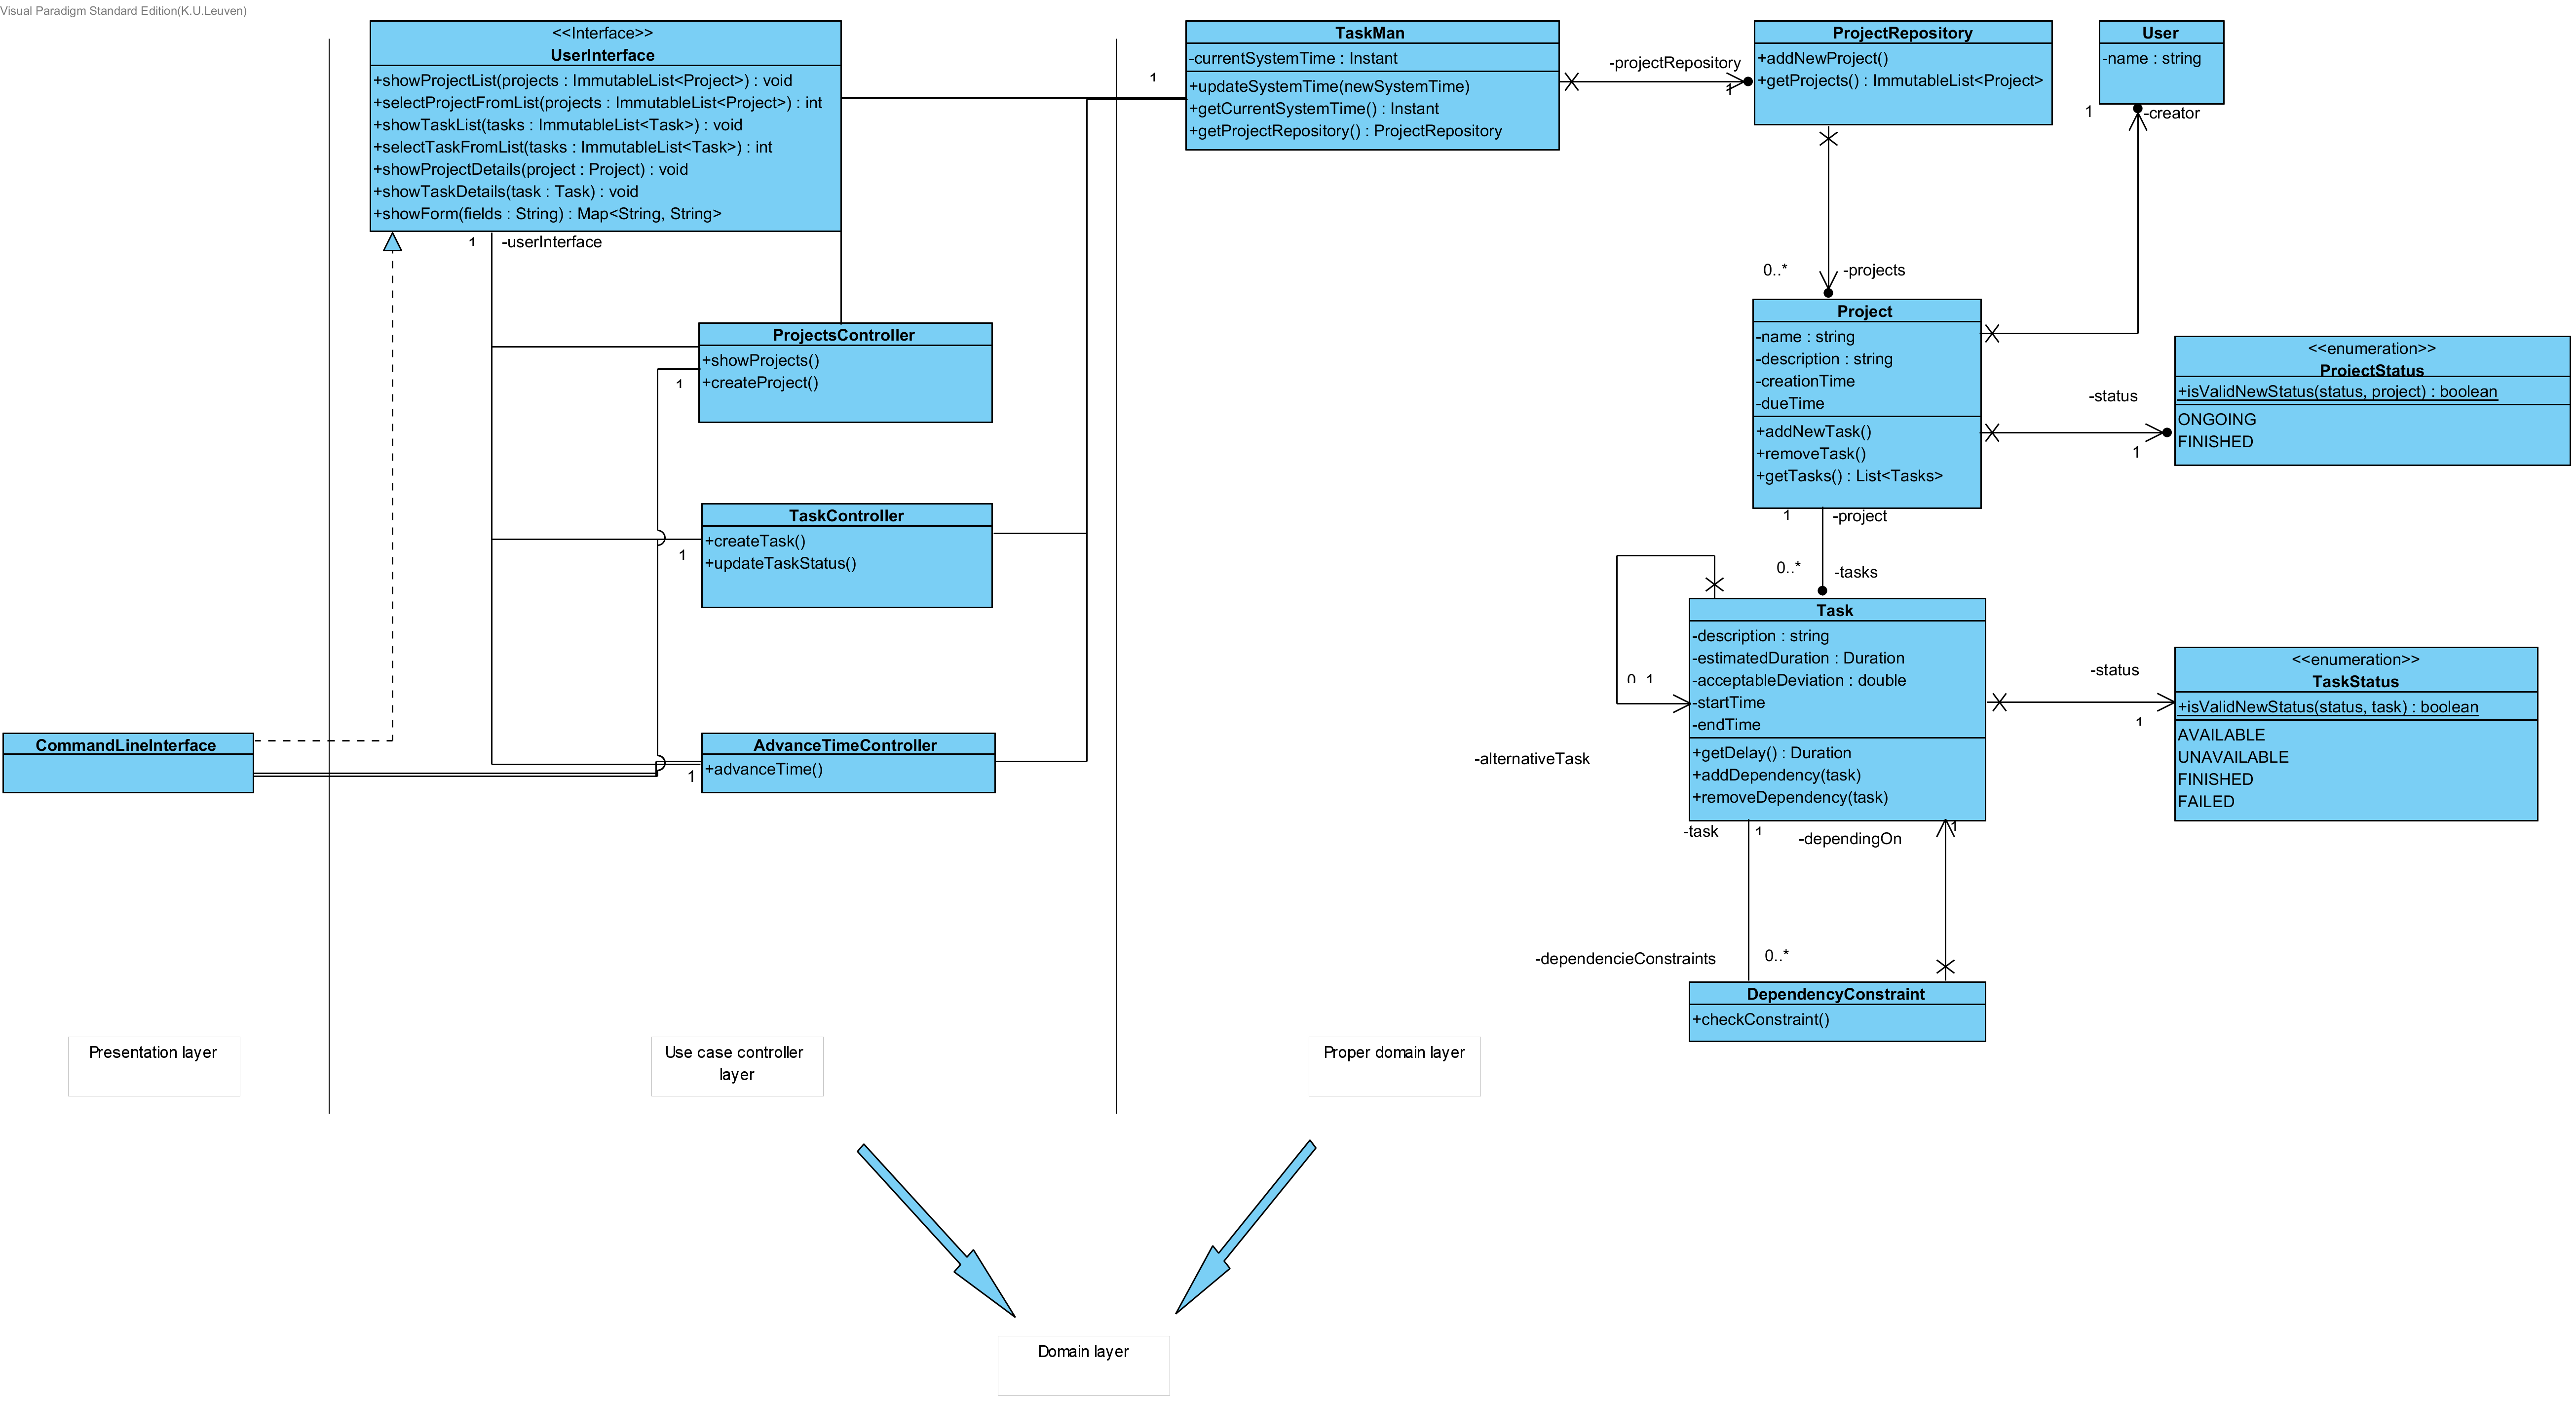 Visual Paradigm Standard Edition(K.U.Leuven)
<<Interface>>
UserInterface
+showProjectList(projects : ImmutableList<Project>) : void
+selectProjectFromList(projects : ImmutableList<Project>) : int
+showTaskList(tasks : ImmutableList<Task>) : void
+selectTaskFromList(tasks : ImmutableList<Task>) : int
+showProjectDetails(project : Project) : void
+showTaskDetails(task : Task) : void
+showForm(fields : String) : Map<String, String>
1
-userInterface
ProjectsController
+showProjects()
+createProject()
1
TaskController
+createTask()
+updateTaskStatus()
1
AdvanceTimeController
+advanceTime()
1
CommandLineInterface
1
TaskMan
-currentSystemTime : Instant
+updateSystemTime(newSystemTime)
+getCurrentSystemTime() : Instant
+getProjectRepository() : ProjectRepository
-projectRepository
1
ProjectRepository
+addNewProject()
+getProjects() : ImmutableList<Project>
User
-name : string
1
-creator
0..*
-projects
Project
-name : string
-description : string
-creationTime
-dueTime
+addNewTask()
+removeTask()
+getTasks() : List<Tasks>
<<enumeration>>
ProjectStatus
+isValidNewStatus(status, project) : boolean
ONGOING
FINISHED
-status
1
1
-project
0..*
-tasks
Task
-description : string
-estimatedDuration : Duration
-acceptableDeviation : double
-startTime
-endTime
+getDelay() : Duration
+addDependency(task)
+removeDependency(task)
0..1
-alternativeTask
<<enumeration>>
TaskStatus
+isValidNewStatus(status, task) : boolean
AVAILABLE
UNAVAILABLE
FINISHED
FAILED
-status
1
-task
1
-dependingOn
1
-dependencieConstraints
0..*
DependencyConstraint
+checkConstraint()
Presentation layer
Use case controller
layer
Proper domain layer
Domain layer